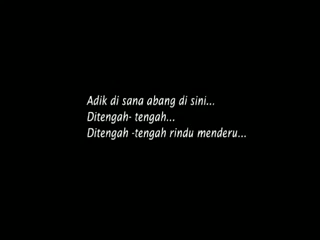 Adik di sana abang di sini...
Ditengah- tengah...
Ditengah -tengah rindu menderu...